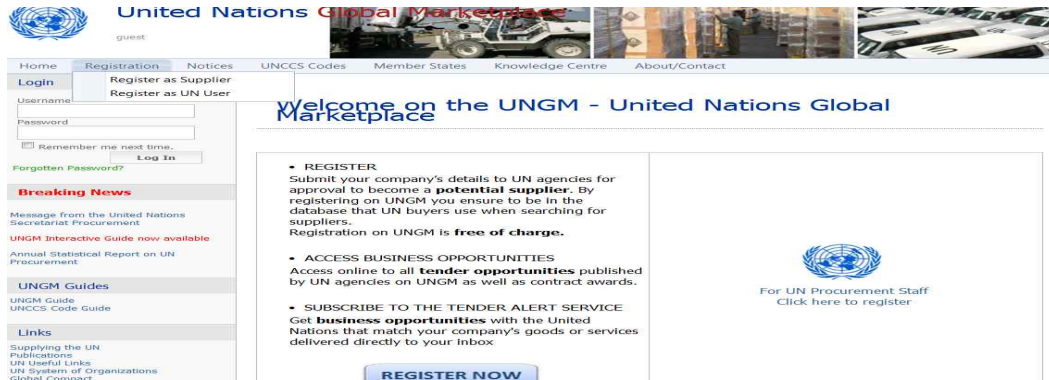 United Nations Global Marketplace
guest
Home Registration Notices UNCCS Codes Member States Knowledge Centre About/Contact
Register as Supplier
Register as UN User
Login
Username
Password
Remember me next time.
Log In
Forgotten Password?
Breaking News
Message from the United Nations
Secretariat Procurement
UNGM Interactive Guide now available
Annual Statistical Report on UN
Procurement
UNGM Guides
UNGM Guide
UNCCS Code Guide
Links
Supplying the UN
Publications
UN Useful Links
UN System of Organizations
Global Compact
Welcome on the UNGM - United Nations Global
Marketplace
• REGISTER
Submit your company's details to UN agencies for
approval to become a potential supplier. By
registering on UNGM you ensure to be in the
database that UN buyers use when searching for
suppliers.
Registration on UNGM is free of charge.
• ACCESS BUSINESS OPPORTUNITIES
Access online to all tender opportunities published
by UN agencies on UNGM as well as contract awards.
• SUBSCRIBE TO THE TENDER ALERT SERVICE
Get business opportunities with the United
Nations that match your company's goods or services
delivered directly to your inbox
REGISTER NOW
For UN Procurement Staff
Click here to register